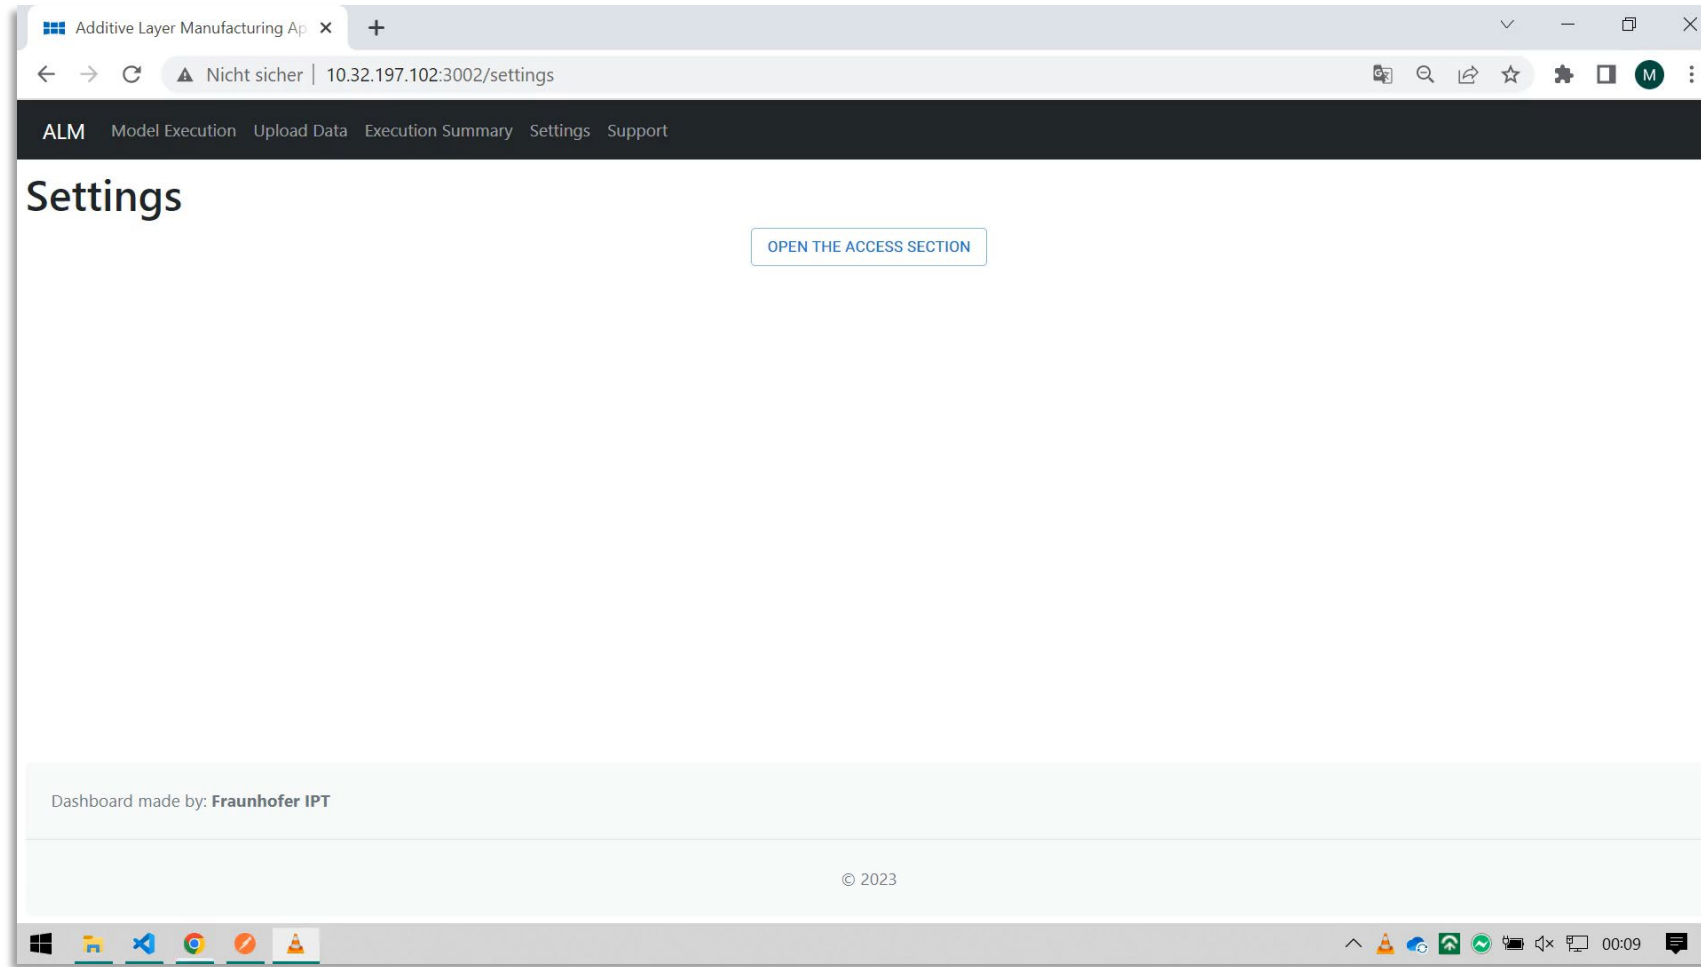 Additive Layer Manufacturing Ap
Nicht sicher | 10.32.197.102:3002/settings
M
ALM Model Execution Upload Data Execution Summary Settings Support
Settings
OPEN THE ACCESS SECTION
Dashboard made by: Fraunhofer IPT
© 2023
00:09